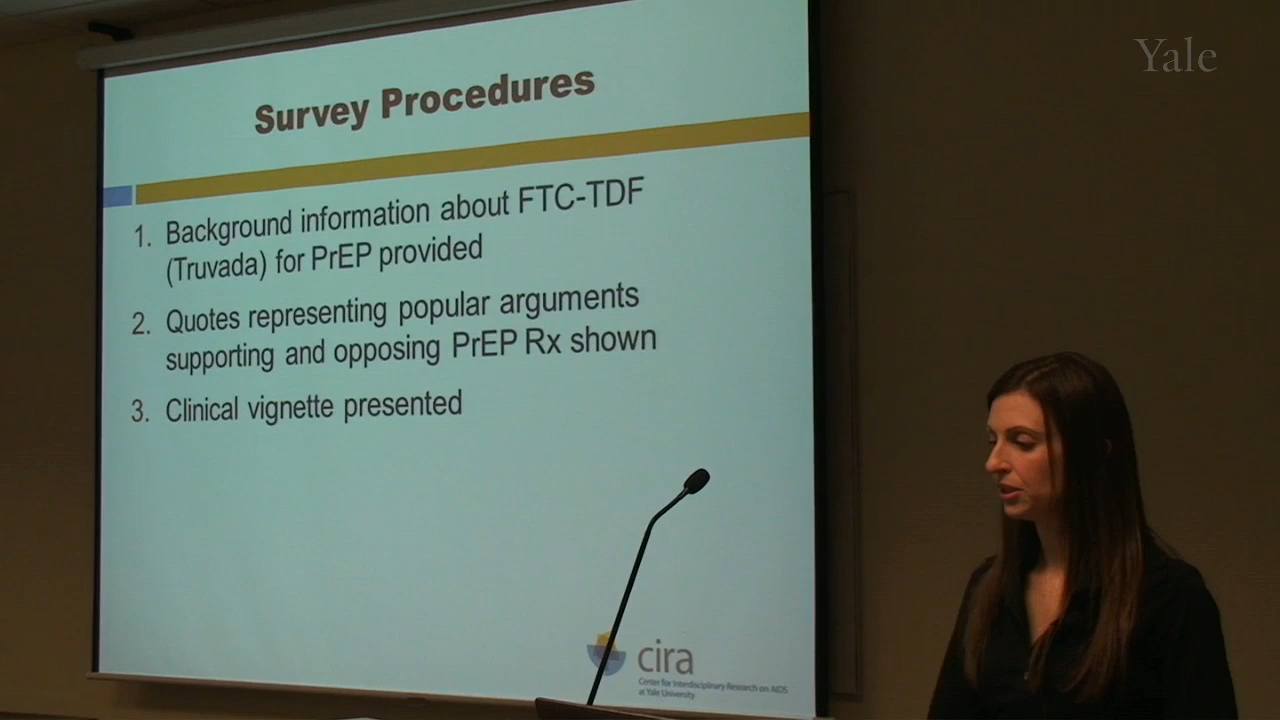 Yale
Survey Procedures
1. Background information about FTC-TDF
(Truvada) for PrEP provided
2. Quotes representing popular arguments
supporting and opposing PrEP Rx shown
3. Clinical vignette presented
cira
Center for Interdisciplinary Research on AIDS
at Yale University